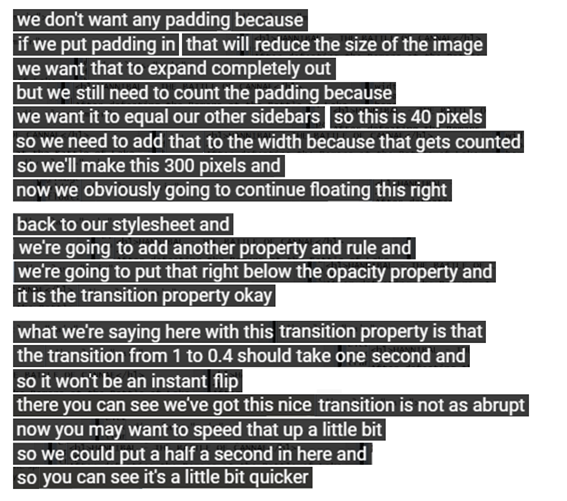 we don't want any padding because
if we put padding in that will reduce the size of the image
we want that to expand completely out
but we still need to count the padding because
we want it to equal our other sidebars so this is 40 pixels
so we need to add that to the width because that gets counted
so we'll make this 300 pixels and
now we obviously going to continue floating this right
back to our stylesheet and
we're going to add another property and rule and
we're going to put that right below the opacity property and
it is the transition property okay
what we're saying here with this transition property is that
the transition from 1 to 0.4 should take one second and
so it won't be an instant flip
there you can see we've got this nice transition is not as abrupt
now you may want to speed that up a little bit
so we could put a half a second in here and
so you can see it's a little bit quicker